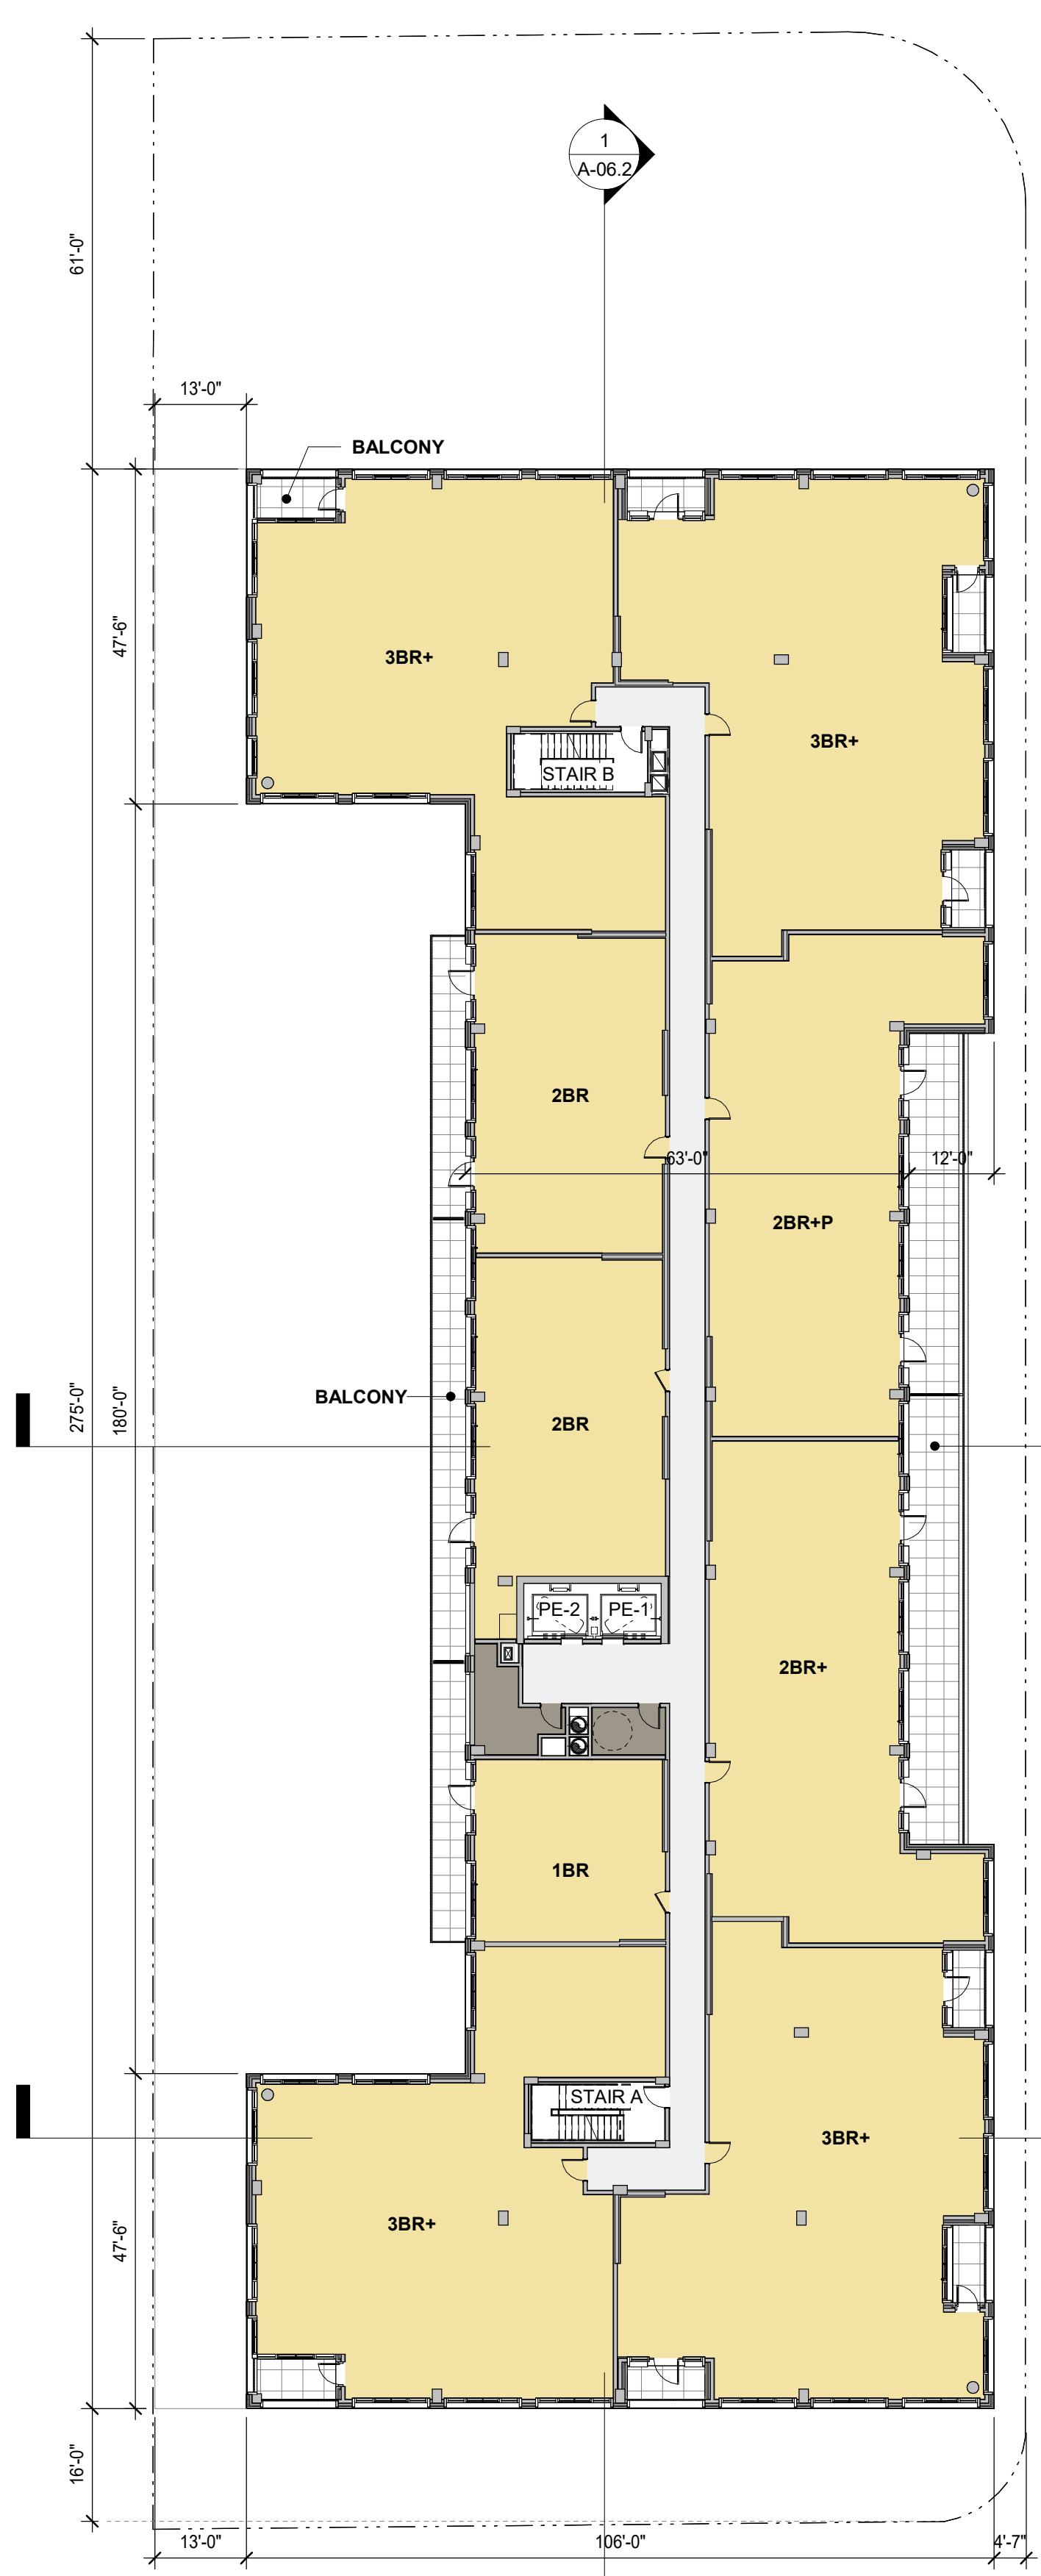 1
A-06.2
61'-0"
13'-0"
BALCONY
47'-6"
3BR+
3BR+
STAIR B
2BR
63'-0"
12'-0"
2BR+P
275'-0"
180'-0"
BALCONY
2BR
PE-2
PE-1
2BR+
1BR
STAIR A
3BR+
47'-6"
3BR+
16'-0"
13'-0"
106'-0"
4'-7"